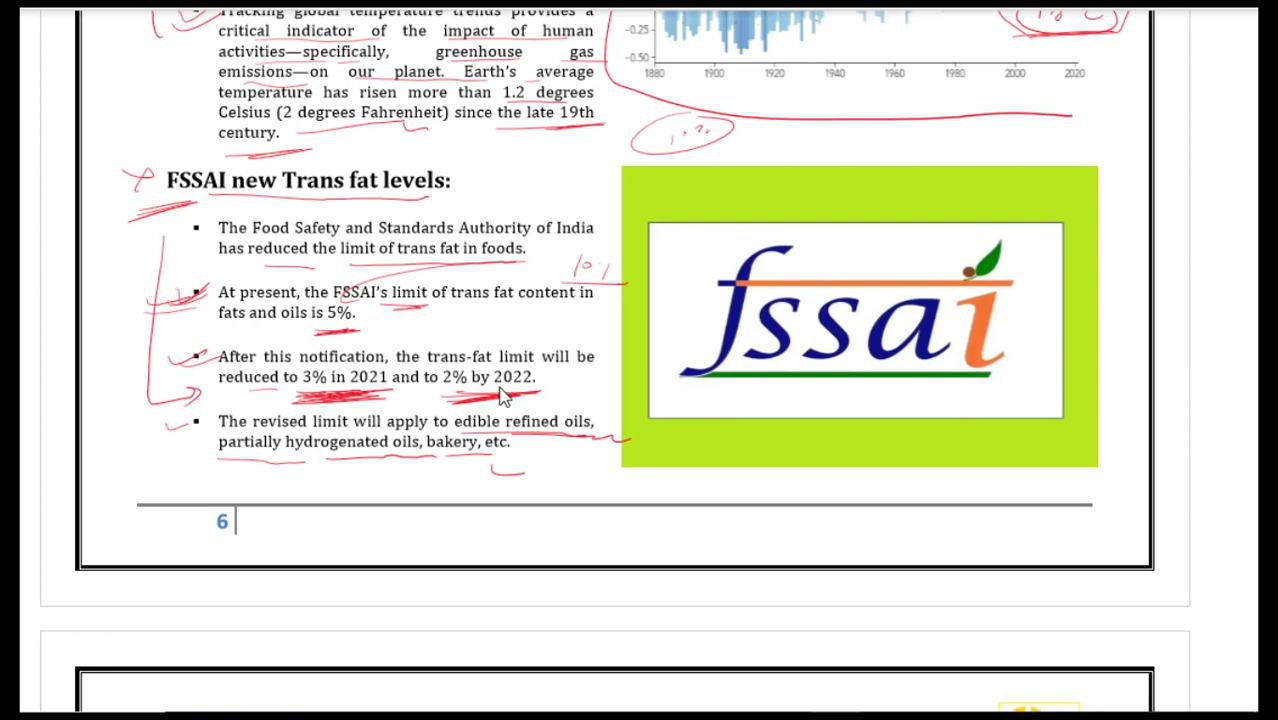 Tracking global temperature trends provides a
critical indicator of the impact of human
activities—specifically, greenhouse gas
emissions—on our planet. Earth's average
temperature has risen more than 1.2 degrees
Celsius (2 degrees Fahrenheit) since the late 19th
century.
-0.25
-0.50
1880 1900 1920 1940 1960 1980 2000 2020
FSSAI new Trans fat levels:
▪ The Food Safety and Standards Authority of India
has reduced the limit of trans fat in foods.
▪ At present, the FSSAI's limit of trans fat content in
fats and oils is 5%.
▪ After this notification, the trans-fat limit will be
reduced to 3% in 2021 and to 2% by 2022.
▪ The revised limit will apply to edible refined oils,
partially hydrogenated oils, bakery, etc.
fssai
6